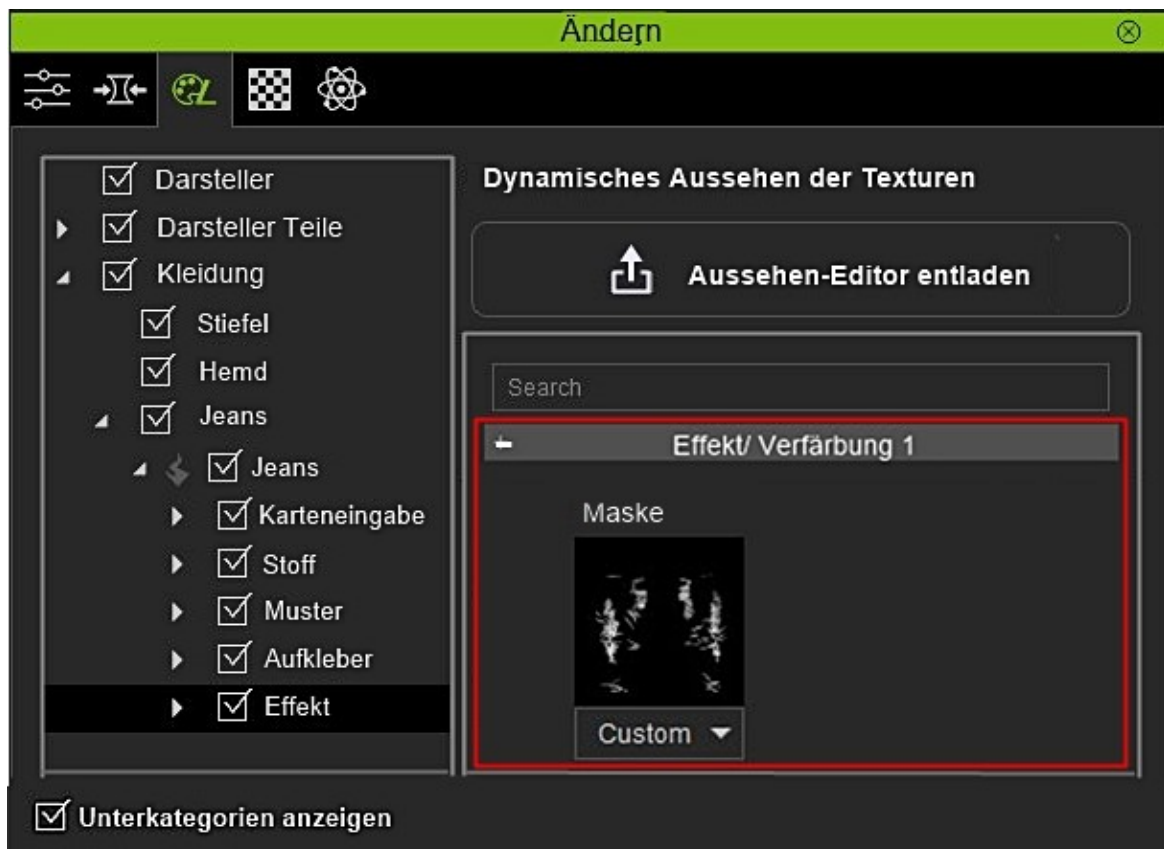 Ändern
Darsteller
Darsteller Teile
Kleidung
Stiefel
Hemd
Jeans
Jeans
Karteneingabe
Stoff
Muster
Aufkleber
Effekt
Unterkategorien anzeigen
Dynamisches Aussehen der Texturen
Aussehen-Editor entladen
Search
Effekt/ Verfärbung 1
Maske
Custom